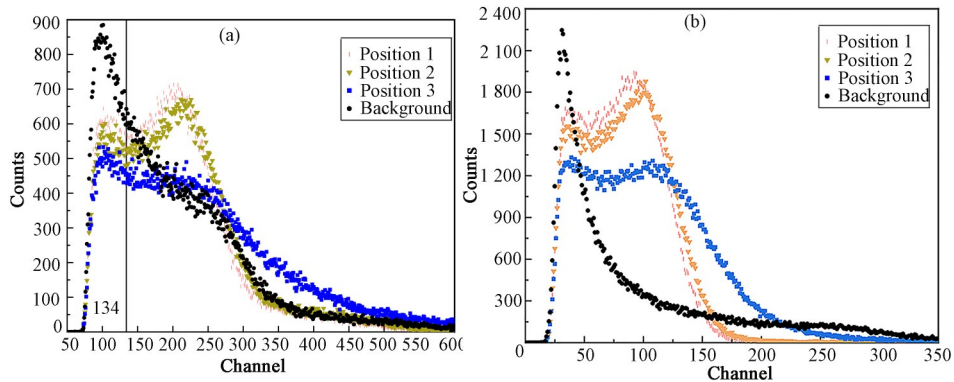 (a)
Position 1
Position 2
Position 3
Background
Counts
900
800
700
600
500
400
300
200
100
0
134
50 100 150 200 250 300 350 400 450 500 550 600
Channel
(b)
Position 1
Position 2
Position 3
Background
Counts
2 400
2 100
1 800
1 500
1 200
900
600
300
0 50 100 150 200 250 300 350
Channel